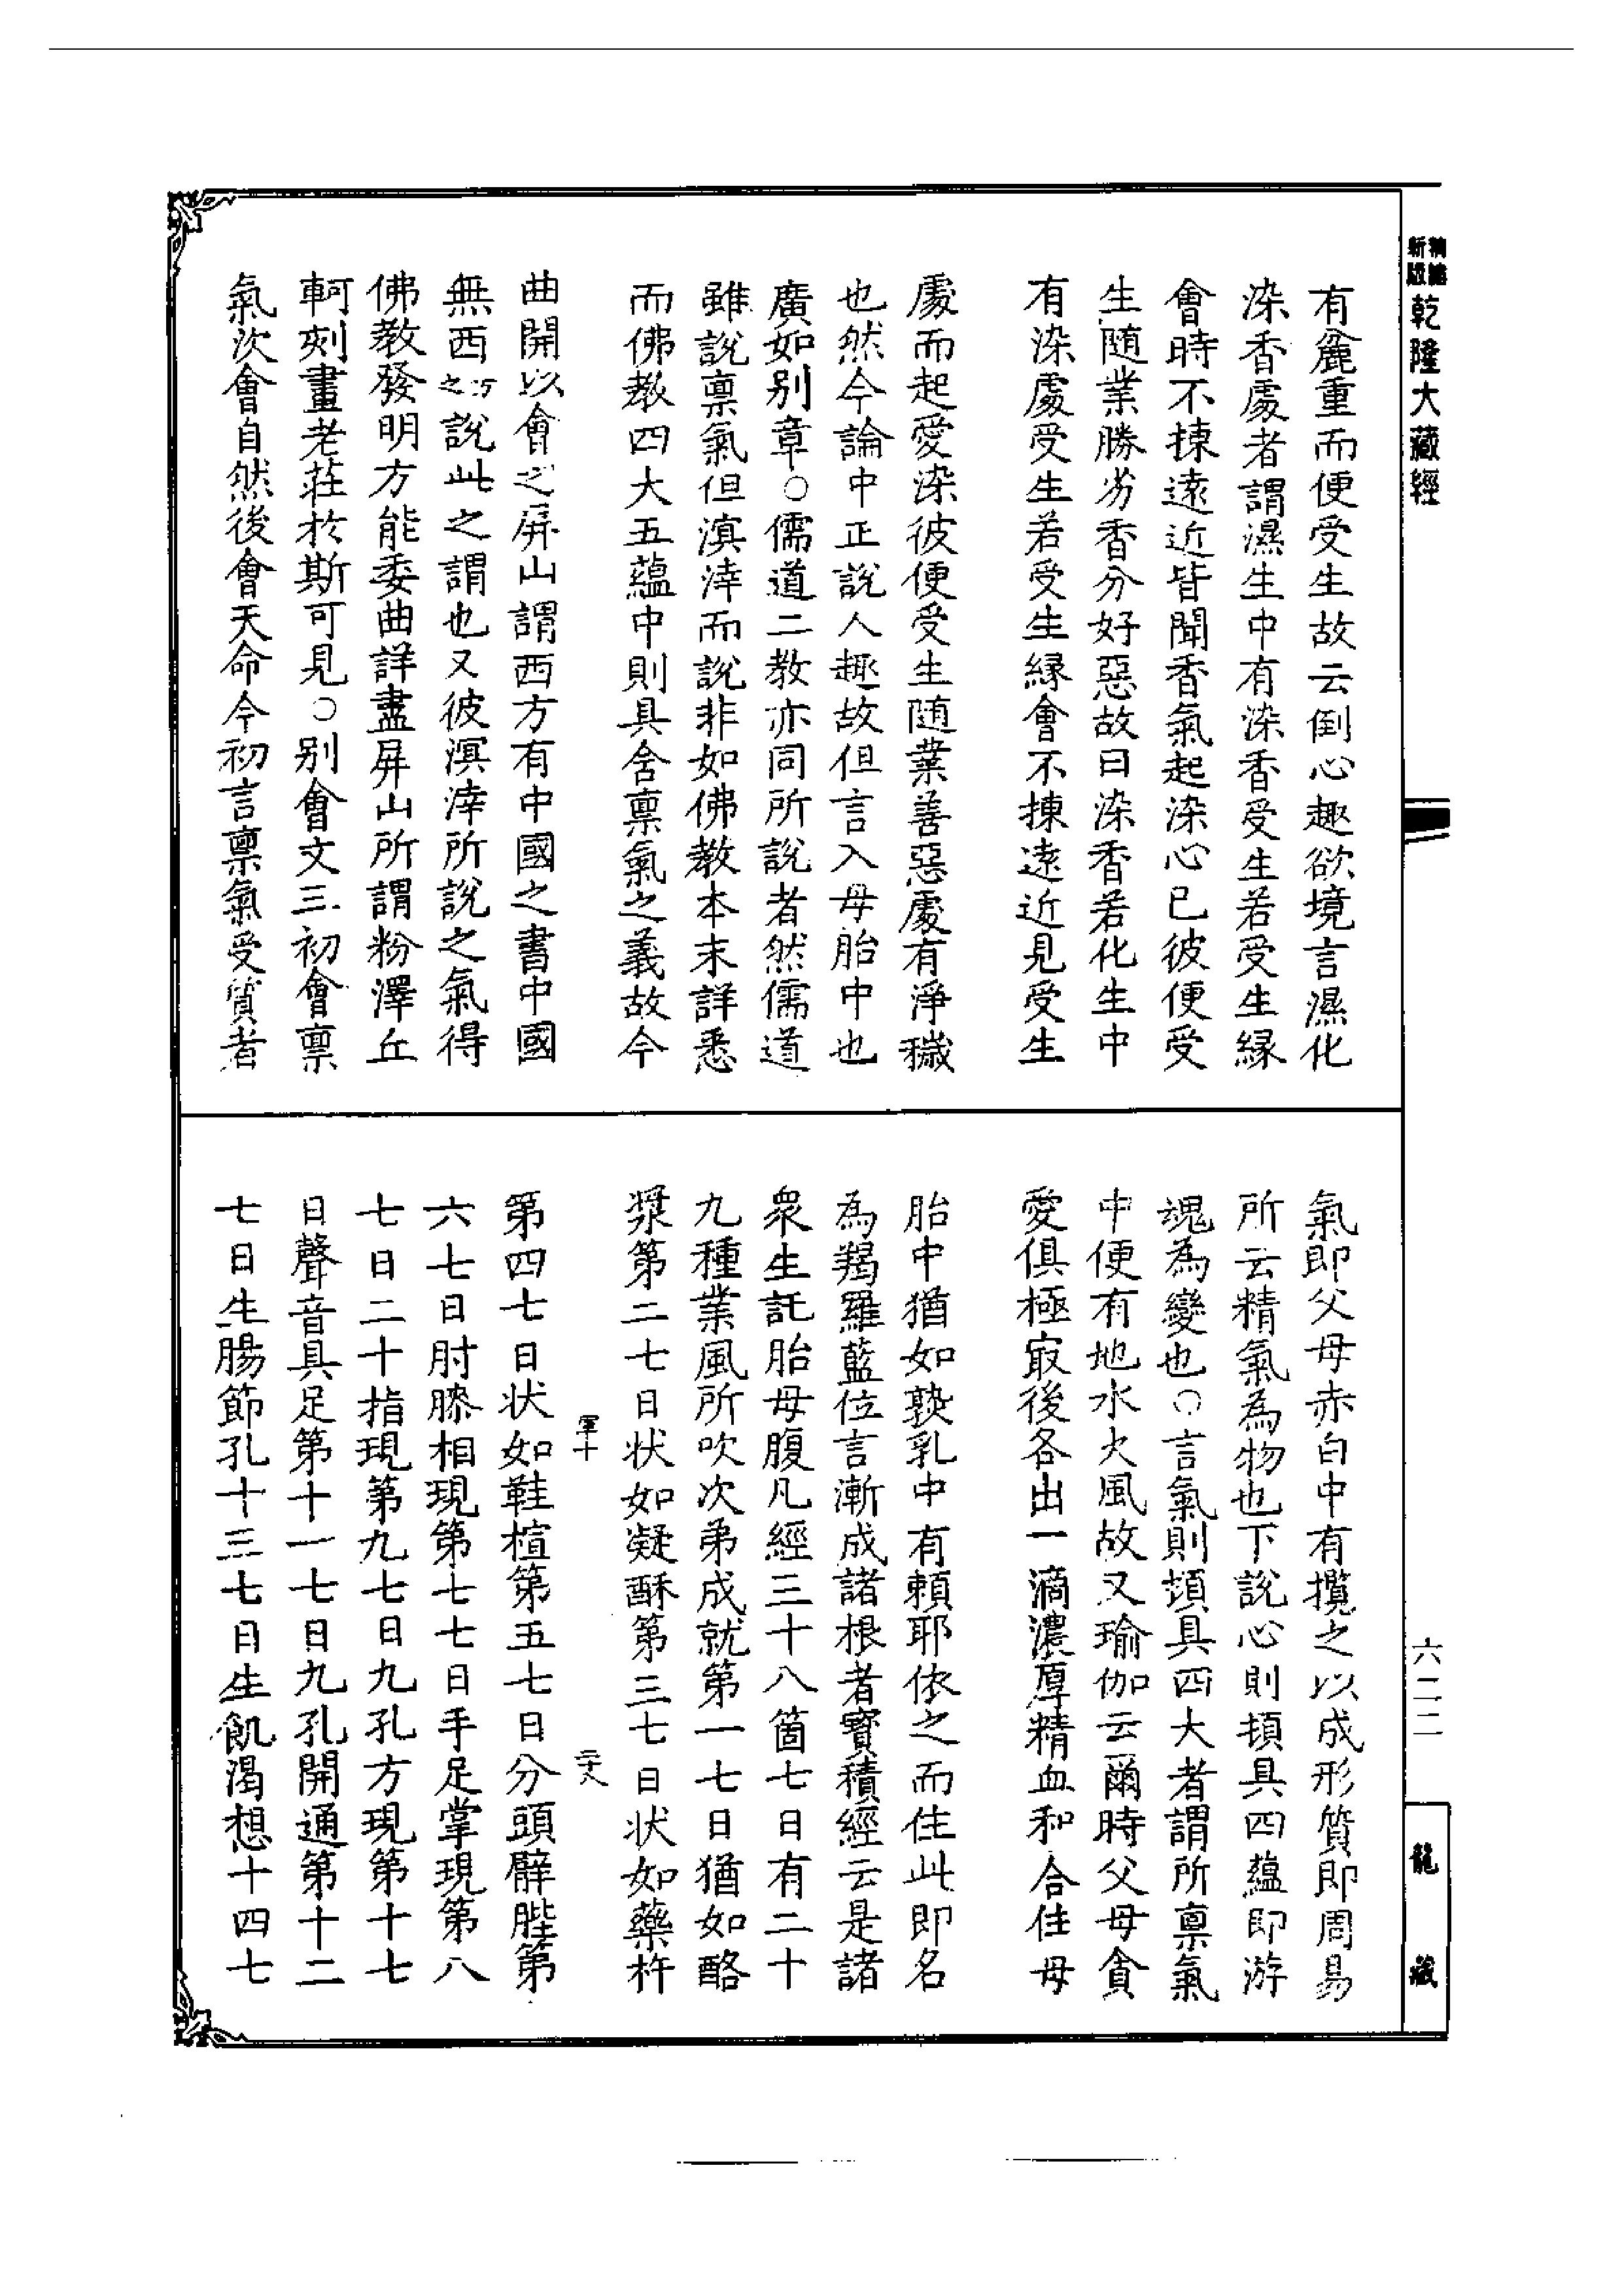 新版 精縮 乾隆大藏經
有麁重而便受生故云倒心趣欲境言濕化
染香處者謂濕生中有染香受生若受生緣
會時不揀遠近皆聞香氣起染心已彼便受
生隨業勝劣香分好惡故曰染香若化生中
有染處受生若受生緣會不揀遠近見受生
處而起愛染彼便受生隨業善惡處有淨穢
也然今論中正說人趣故但言入母胎中也
廣如別章○儒道二教亦同所說者然儒道
雖說禀氣但溟涬而說非如佛教本末詳悉
而佛教四大五蘊中則具含禀氣之義故今
曲開以會之屏山謂西方有中國之書中國
無西方之說此之謂也又彼溟涬所說之氣得
佛教發明方能委曲詳盡屏山所謂粉澤丘
軻刻畫老莊於斯可見○別會文三初會禀
氣次會自然後會天命今初言禀氣受質者
氣即父母赤白中有攬之以成形質即周易
所云精氣為物也下說心則頓具四蘊即游
魂為變也○言氣則頓具四大者謂所禀氣
中便有地水火風故又瑜伽云爾時父母貪
愛俱極㝡後各出一滴濃厚精血和合住母
胎中猶如孰乳中有賴耶依之而住此即名
為羯羅藍位言漸成諸根者寶積經云是諸
衆生託胎母腹凡經三十八箇七日有二十
九種業風所吹次弟成就第一七日猶如酪
漿第二七日狀如凝酥第三七日狀如藥杵
軍十 二十八
第四七日狀如鞋楦第五七日分頭臂䏶第
六七日肘膝相現第七七日手足掌現第八
七日二十指現第九七日九孔方現第十七
日聲音具足第十一七日九孔開通第十二
七日生腸節孔十三七日生飢渴想十四七
六二二
龍藏